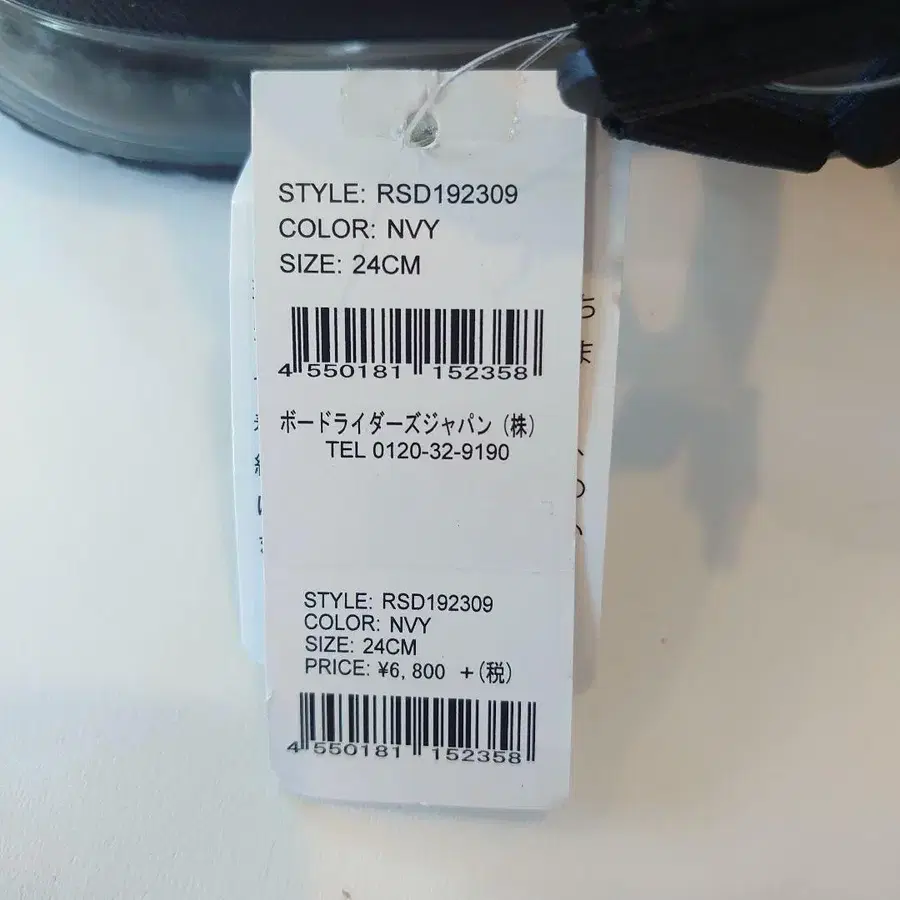 STYLE: RSD192309
COLOR: NVY
SIZE: 24CM
4 550181 152358
ボードライダーズジャパン (株)
TEL 0120-32-9190
STYLE: RSD192309
COLOR: NVY
SIZE: 24CM
PRICE: ¥6, 800 +(税)
4 550181 152358